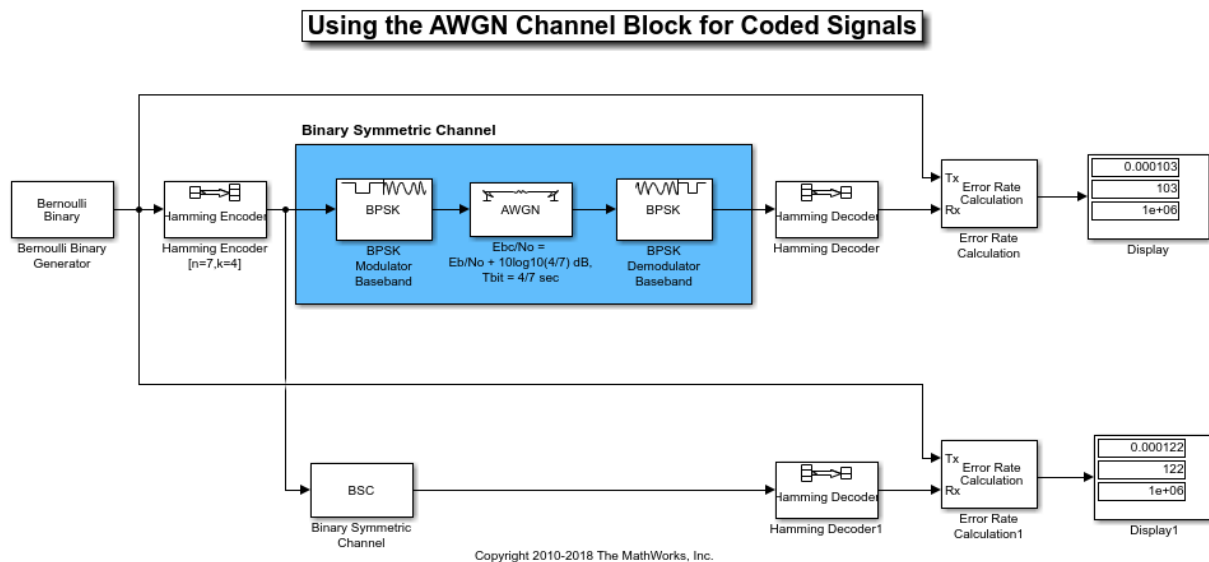 Using the AWGN Channel Block for Coded Signals
Binary Symmetric Channel
Bernoulli
Binary
Bernoulli Binary
Generator
Hamming Encoder
Hamming Encoder
[n=7,k=4]
BPSK
BPSK
Modulator
Baseband
AWGN
Ebc/No =
Eb/No + 10log10(4/7) dB,
Tbit = 4/7 sec
BPSK
BPSK
Demodulator
Baseband
Hamming Decoder
Hamming Decoder
Tx
Rx
Error Rate
Calculation
Error Rate
Calculation
0.000103
103
1e+06
Display
BSC
Binary Symmetric
Channel
Hamming Decoder
Hamming Decoder1
Tx
Rx
Error Rate
Calculation
Error Rate
Calculation1
0.000122
122
1e+06
Display1
Copyright 2010-2018 The MathWorks, Inc.